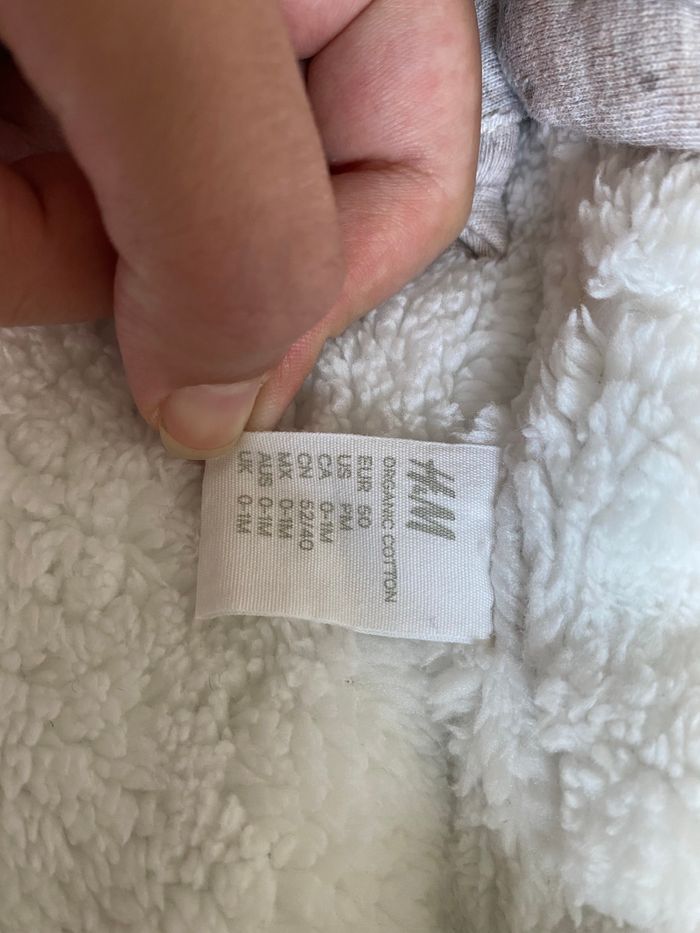 H&M
ORGANIC COTTON
EUR 50
US PM
CA 0-1M
CN 52/40
MX 0-1M
AUS 0-1M
UK 0-1M